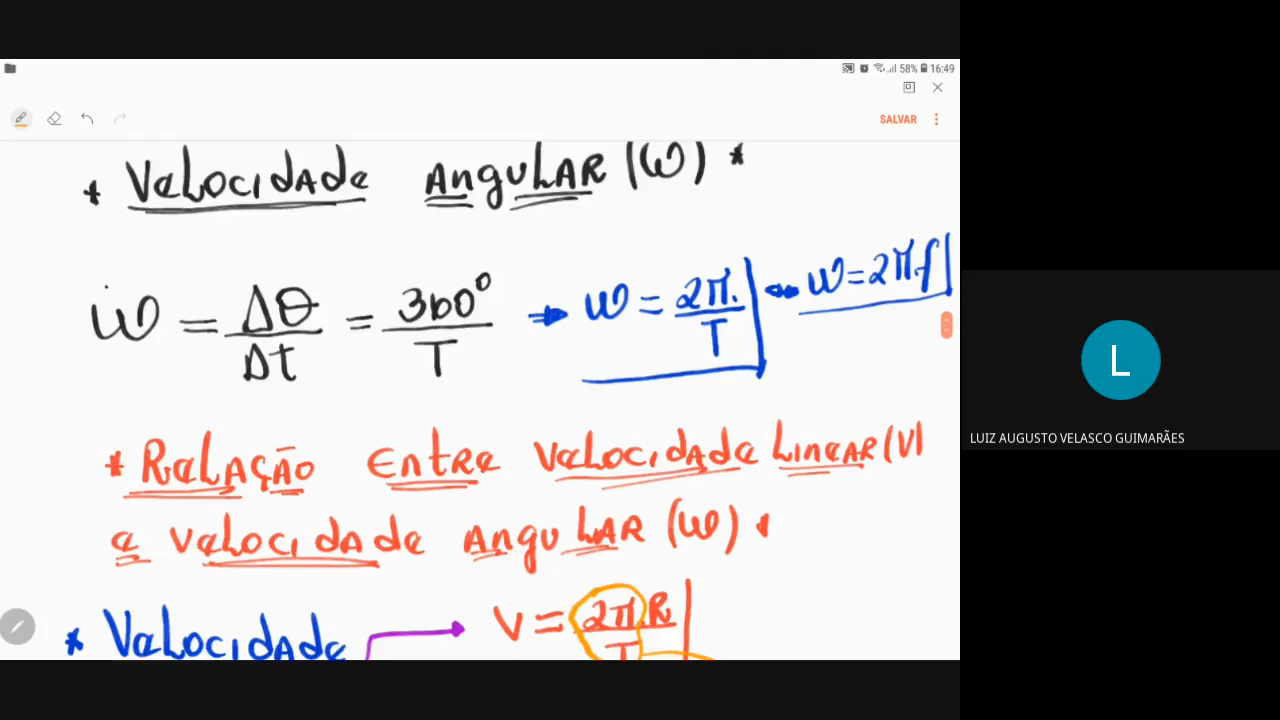 58% 16:49
SALVAR
* Velocidade Angular (ω) *
ω = Δθ/Δt = 360°/T → ω = 2π./T → ω = 2πf
* Relação Entre Velocidade Linear (V)
e Velocidade Angular (ω) *
* Velocidade → V = 2π.R/T
L
LUIZ AUGUSTO VELASCO GUIMARÃES